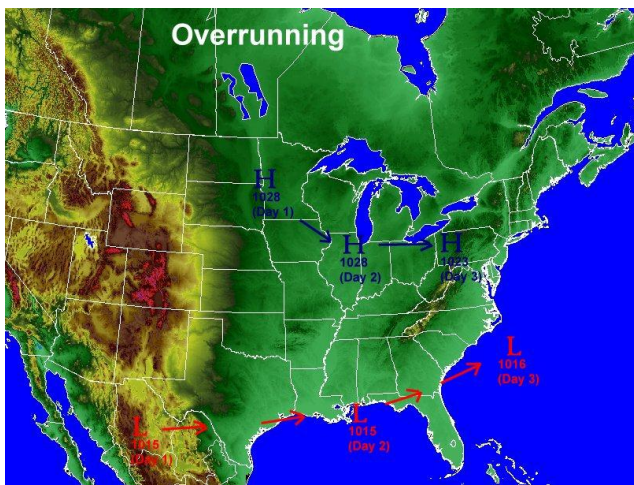 Overrunning
H
1028
(Day 1)
H
1028
(Day 2)
H
1023
(Day 3)
L
1016
(Day 3)
L
1015
(Day 2)
L
1015
(Day 1)